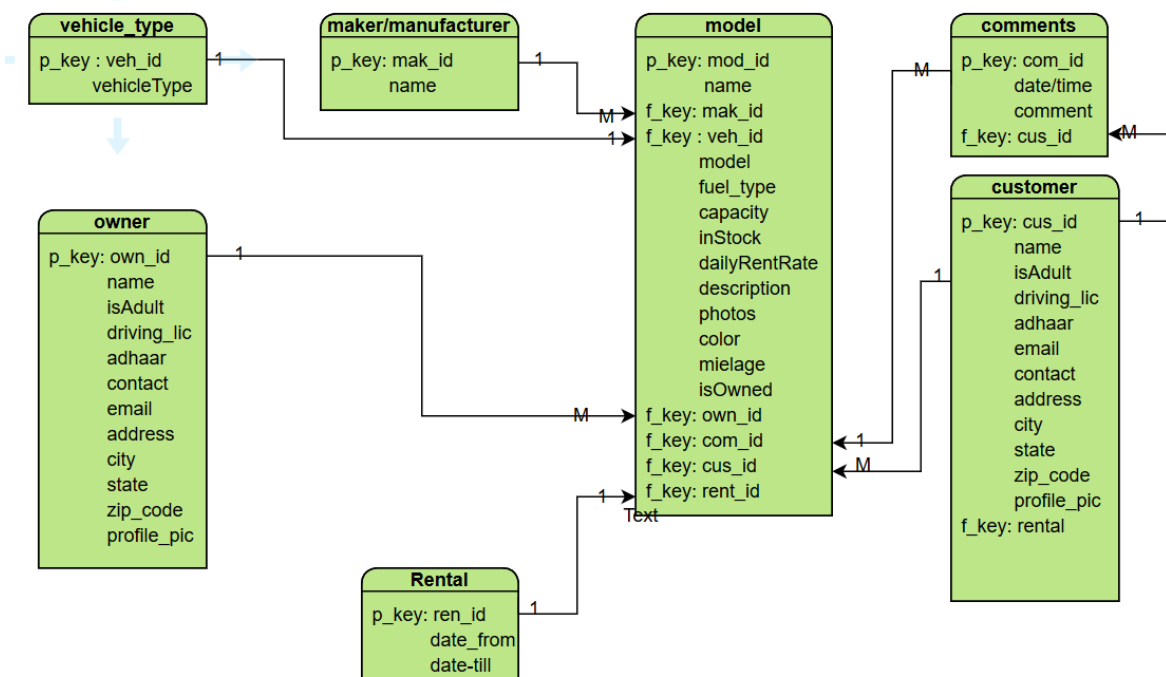 vehicle_type
p_key : veh_id
vehicleType
1
maker/manufacturer
p_key: mak_id
name
1
M
1
model
p_key: mod_id
name
f_key: mak_id
f_key : veh_id
model
fuel_type
capacity
inStock
dailyRentRate
description
photos
color
mielage
isOwned
f_key: own_id
f_key: com_id
f_key: cus_id
f_key: rent_id
Text
comments
p_key: com_id
date/time
comment
f_key: cus_id
M
M
1
customer
p_key: cus_id
name
isAdult
driving_lic
adhaar
email
contact
address
city
state
zip_code
profile_pic
f_key: rental
1
1
M
owner
p_key: own_id
name
isAdult
driving_lic
adhaar
contact
email
address
city
state
zip_code
profile_pic
1
M
Rental
p_key: ren_id
date_from
date-till
1
1